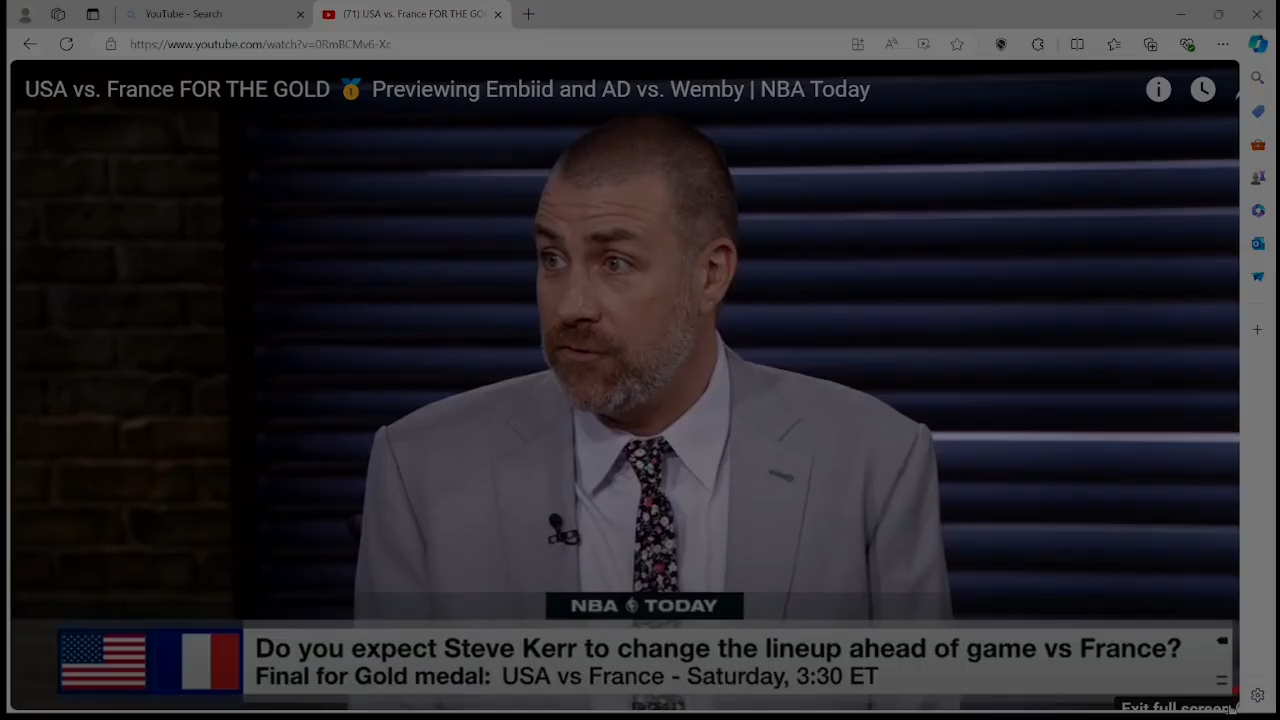 YouTube - Search
(71) USA vs. France FOR THE GO
https://www.youtube.com/watch?v=0RmBCMv6-Xc
USA vs. France FOR THE GOLD 🥇 Previewing Embiid and AD vs. Wemby | NBA Today
NBA TODAY
Do you expect Steve Kerr to change the lineup ahead of game vs France?
Final for Gold medal: USA vs France - Saturday, 3:30 ET
Exit full screen